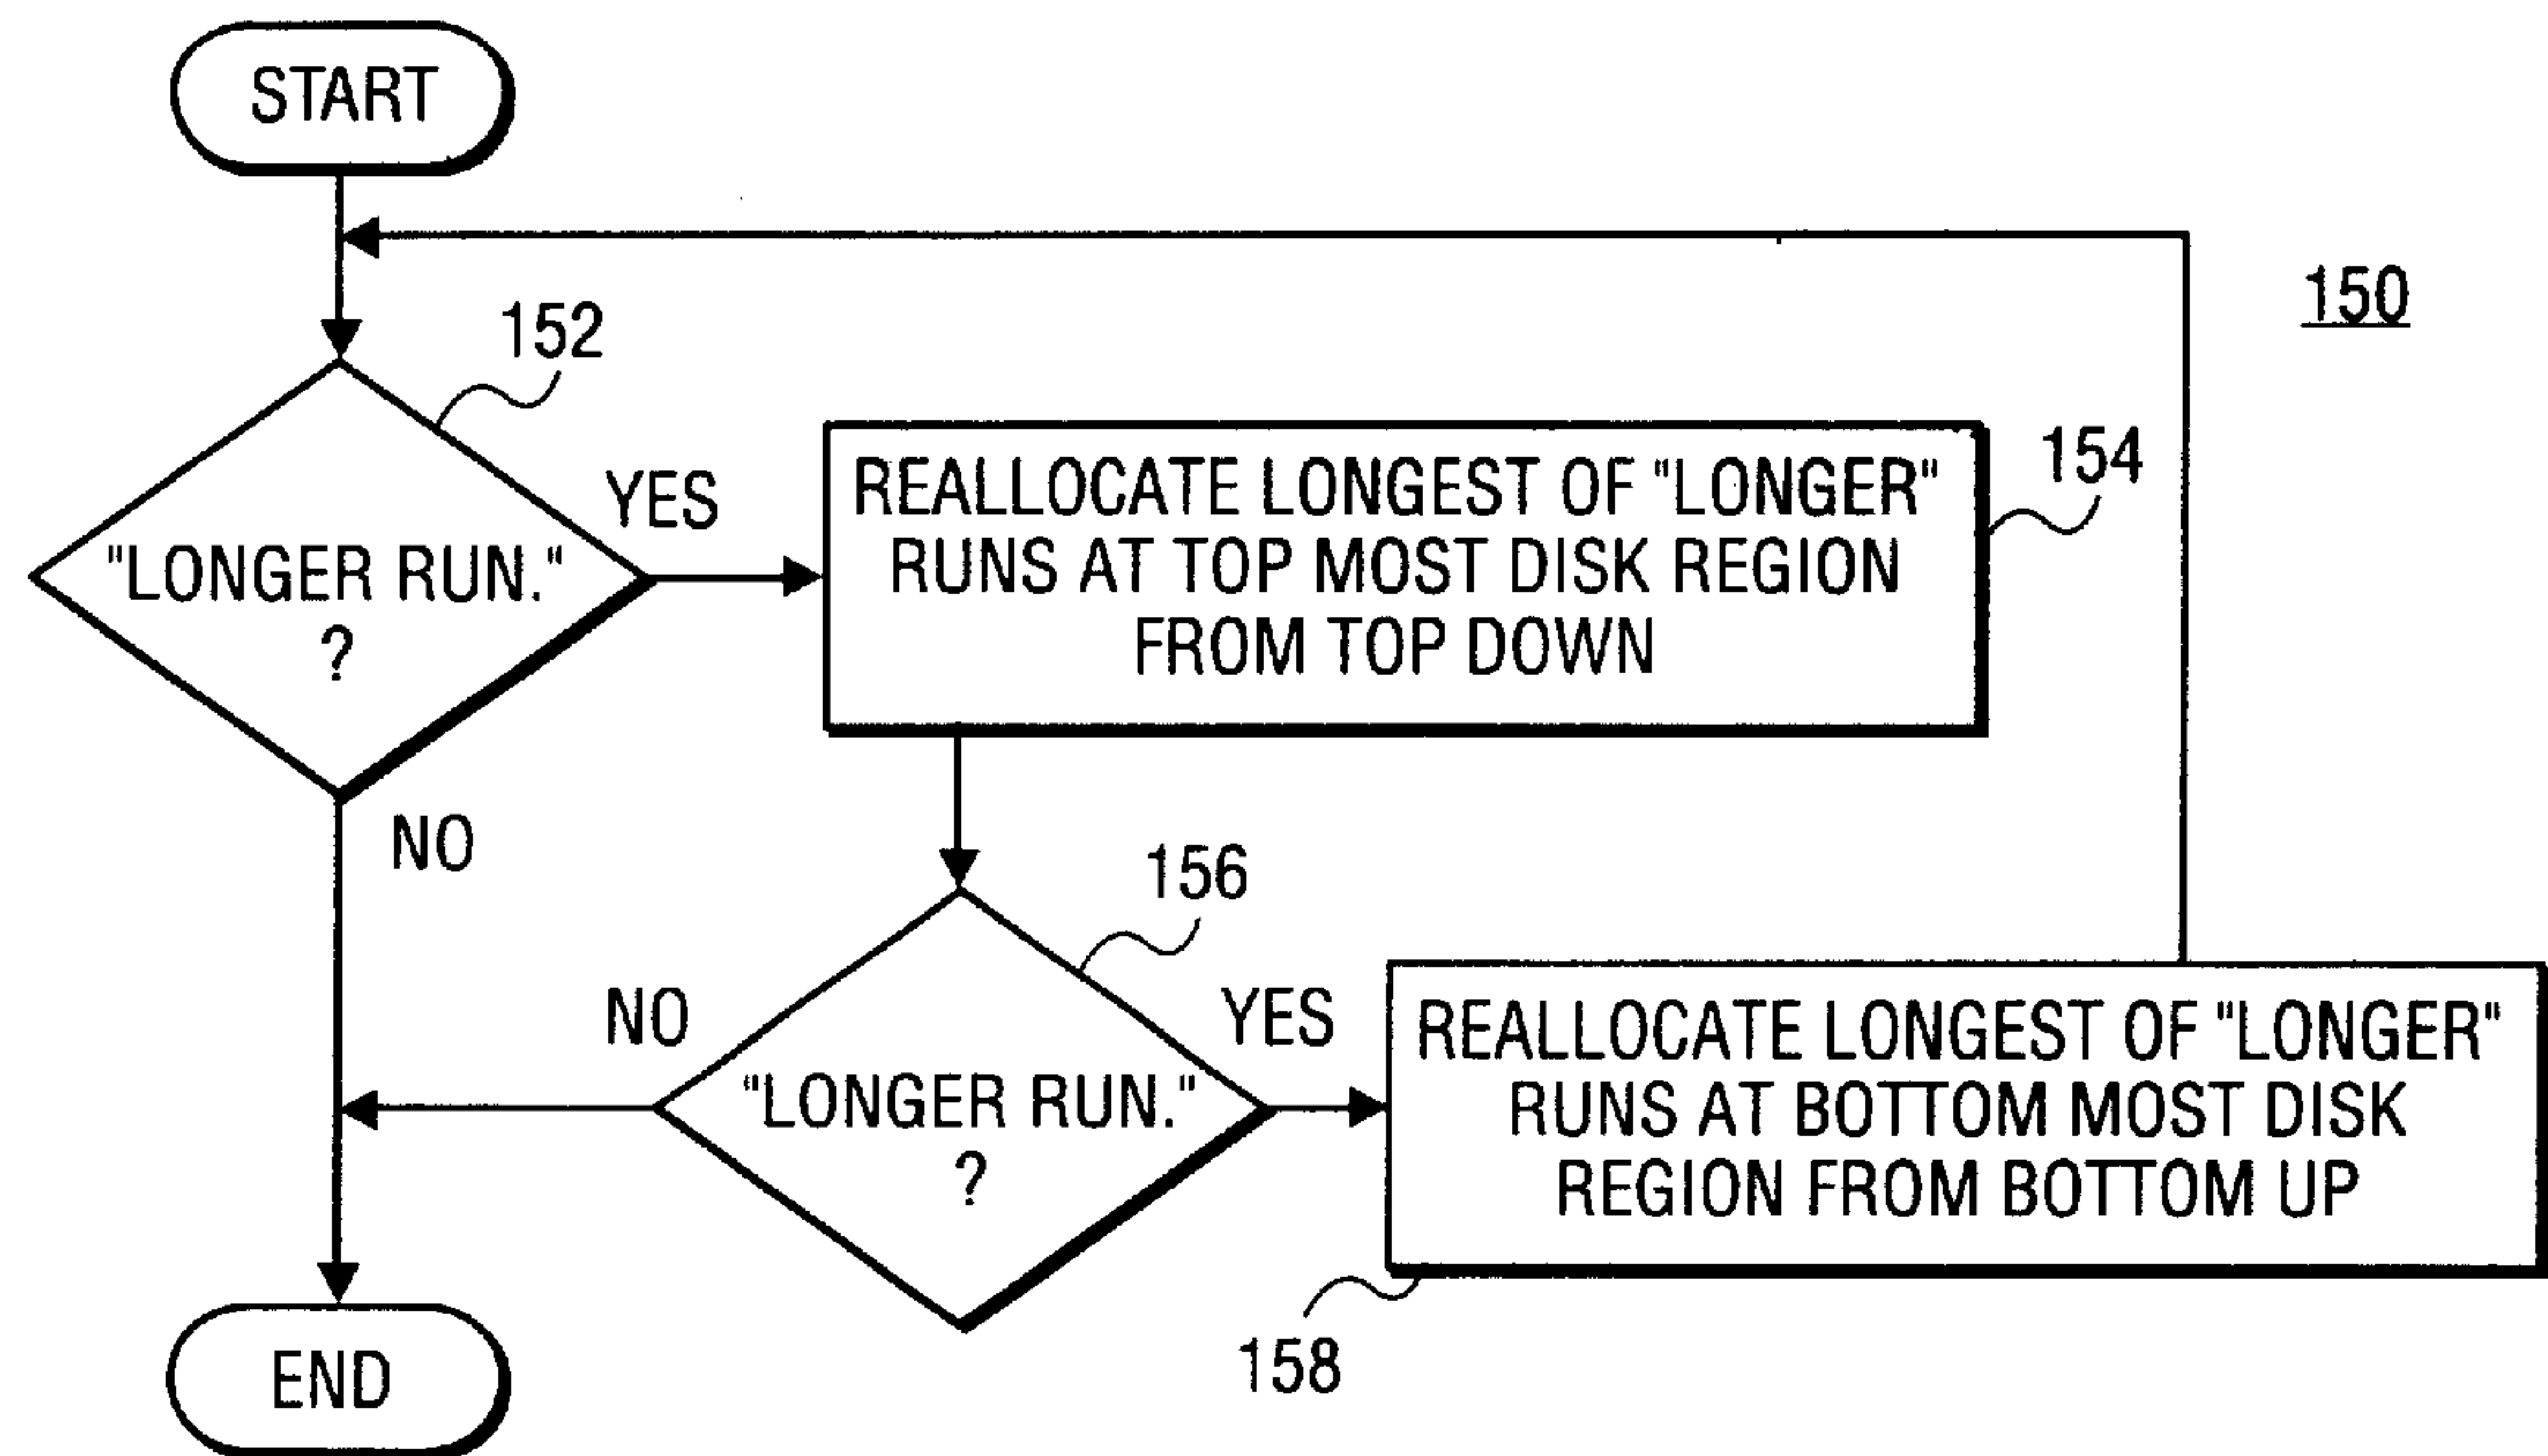 START
150
152
"LONGER RUN."
?
YES
NO
REALLOCATE LONGEST OF "LONGER"
RUNS AT TOP MOST DISK REGION
FROM TOP DOWN
154
156
"LONGER RUN."
?
NO
YES
REALLOCATE LONGEST OF "LONGER"
RUNS AT BOTTOM MOST DISK
REGION FROM BOTTOM UP
158
END